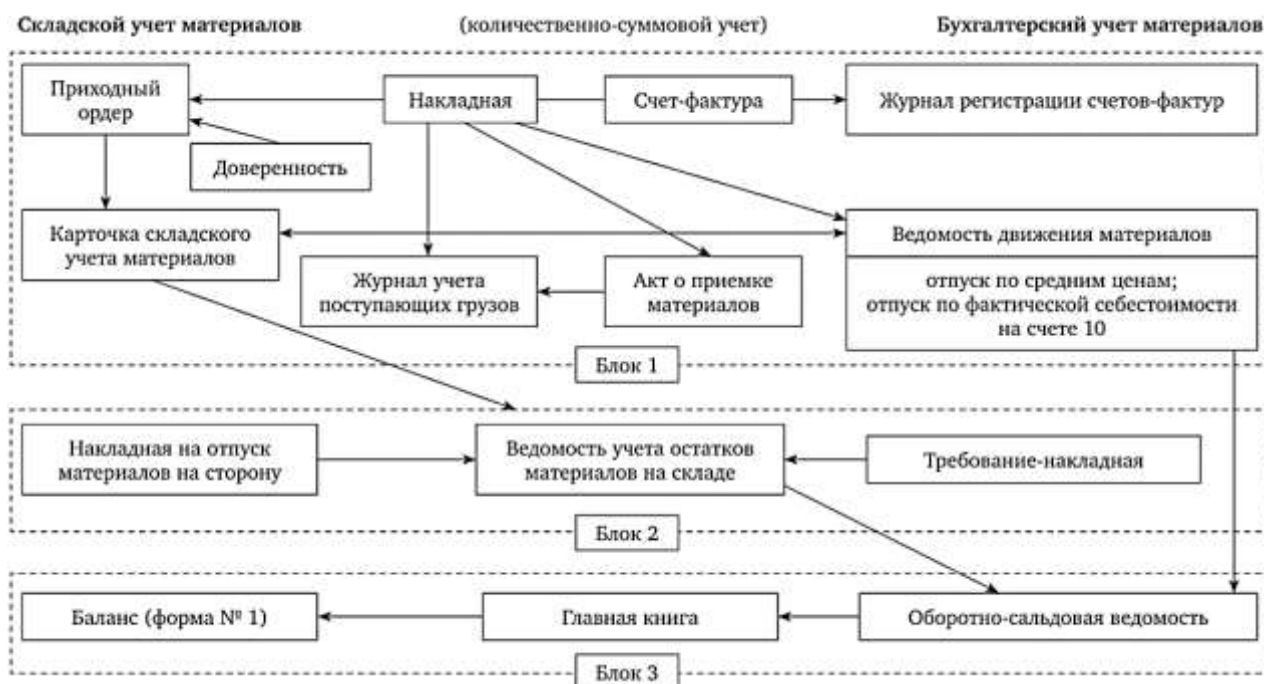 Складской учет материалов
(количественно-суммовой учет)
Бухгалтерский учет материалов
Приходный
ордер
Накладная
Счет-фактура
Журнал регистрации счетов-фактур
Доверенность
Карточка складского
учета материалов
Журнал учета
поступающих грузов
Акт о приемке
материалов
Ведомость движения материалов
отпуск по средним ценам;
отпуск по фактической себестоимости
на счете 10
Блок 1
Накладная на отпуск
материалов на сторону
Ведомость учета остатков
материалов на складе
Требование-накладная
Блок 2
Баланс (форма № 1)
Главная книга
Оборотно-сальдовая ведомость
Блок 3